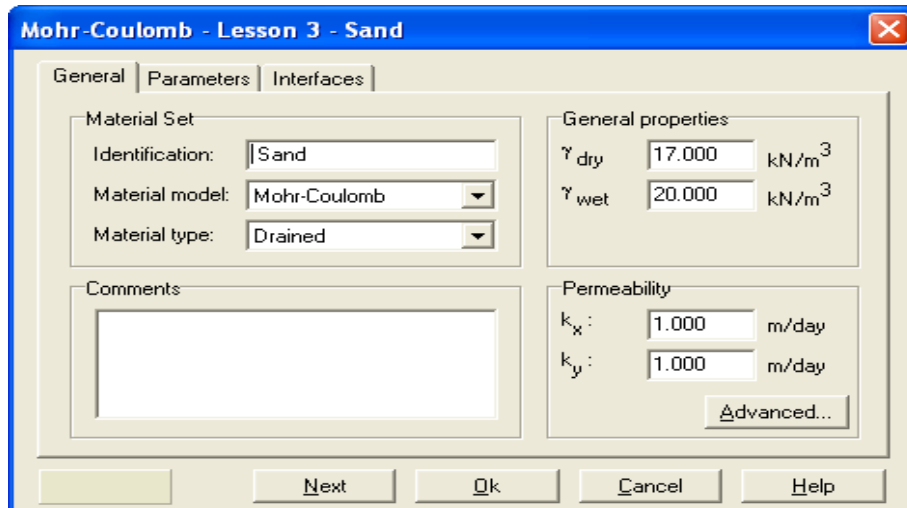 Mohr-Coulomb - Lesson 3 - Sand
General Parameters Interfaces
Material Set
Identification: Sand
Material model: Mohr-Coulomb
Material type: Drained
Comments
General properties
γ dry 17.000 kN/m³
γ wet 20.000 kN/m³
Permeability
kₓ: 1.000 m/day
k_y: 1.000 m/day
Advanced...
Next Ok Cancel Help